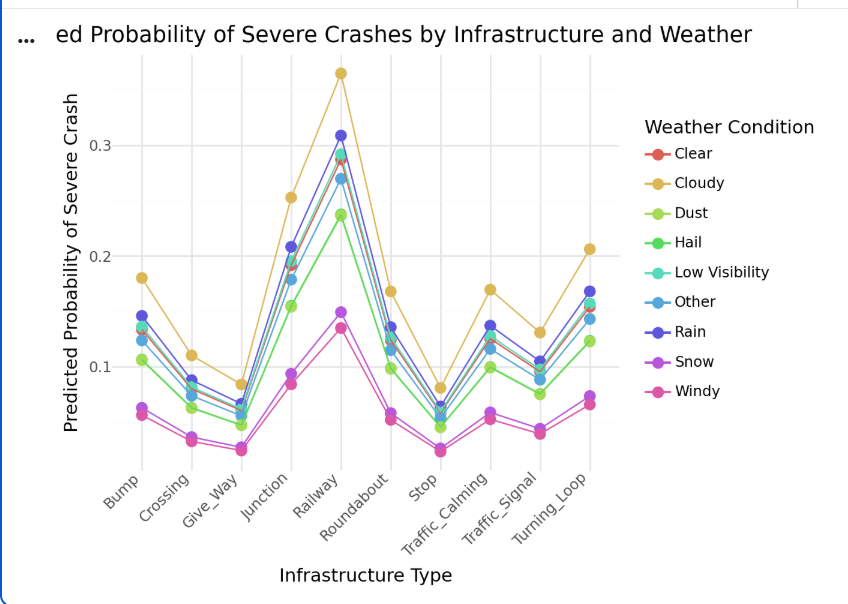 ... ed Probability of Severe Crashes by Infrastructure and Weather
Predicted Probability of Severe Crash
0.3
0.2
0.1
Bump
Crossing
Give_Way
Junction
Railway
Roundabout
Stop
Traffic_Calming
Traffic_Signal
Turning_Loop
Infrastructure Type
Weather Condition
Clear
Cloudy
Dust
Hail
Low Visibility
Other
Rain
Snow
Windy